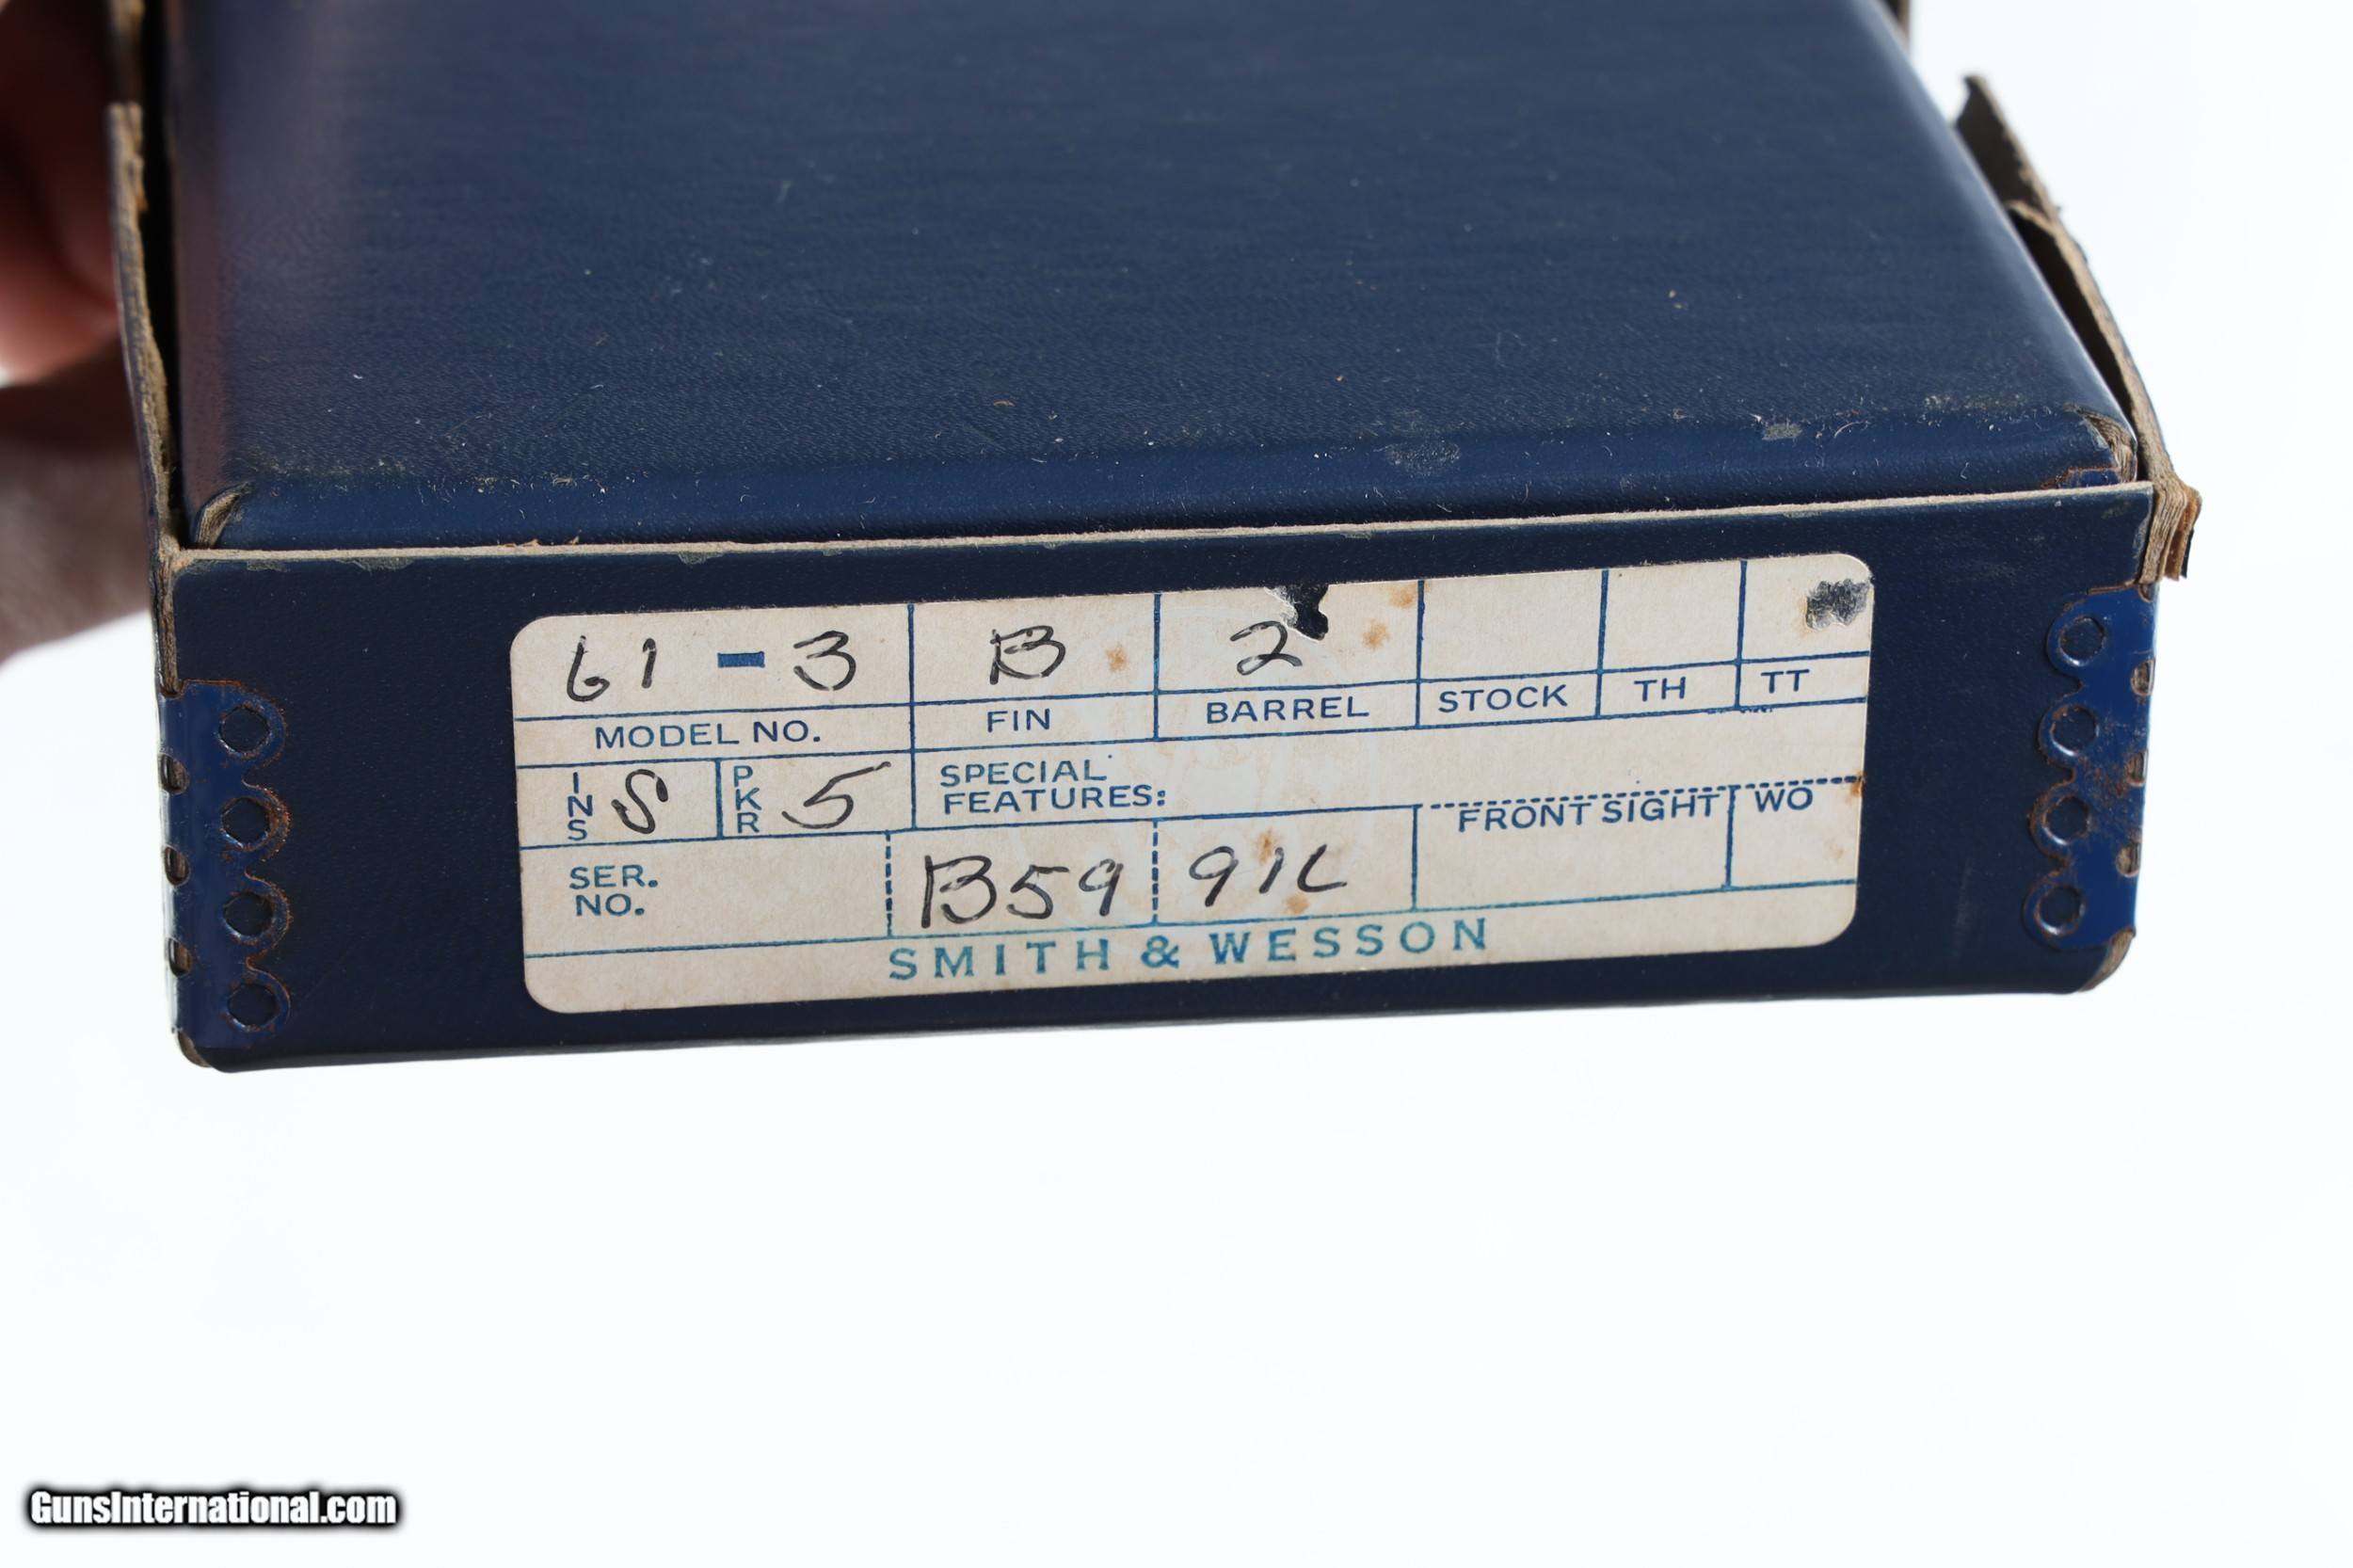 61 - 3 B 2
MODEL NO. FIN BARREL STOCK TH TT
INS S PKR 5 SPECIAL
FEATURES:
FRONT SIGHT WO
SER.
NO. B59 91L
SMITH & WESSON
GunsInternational.com